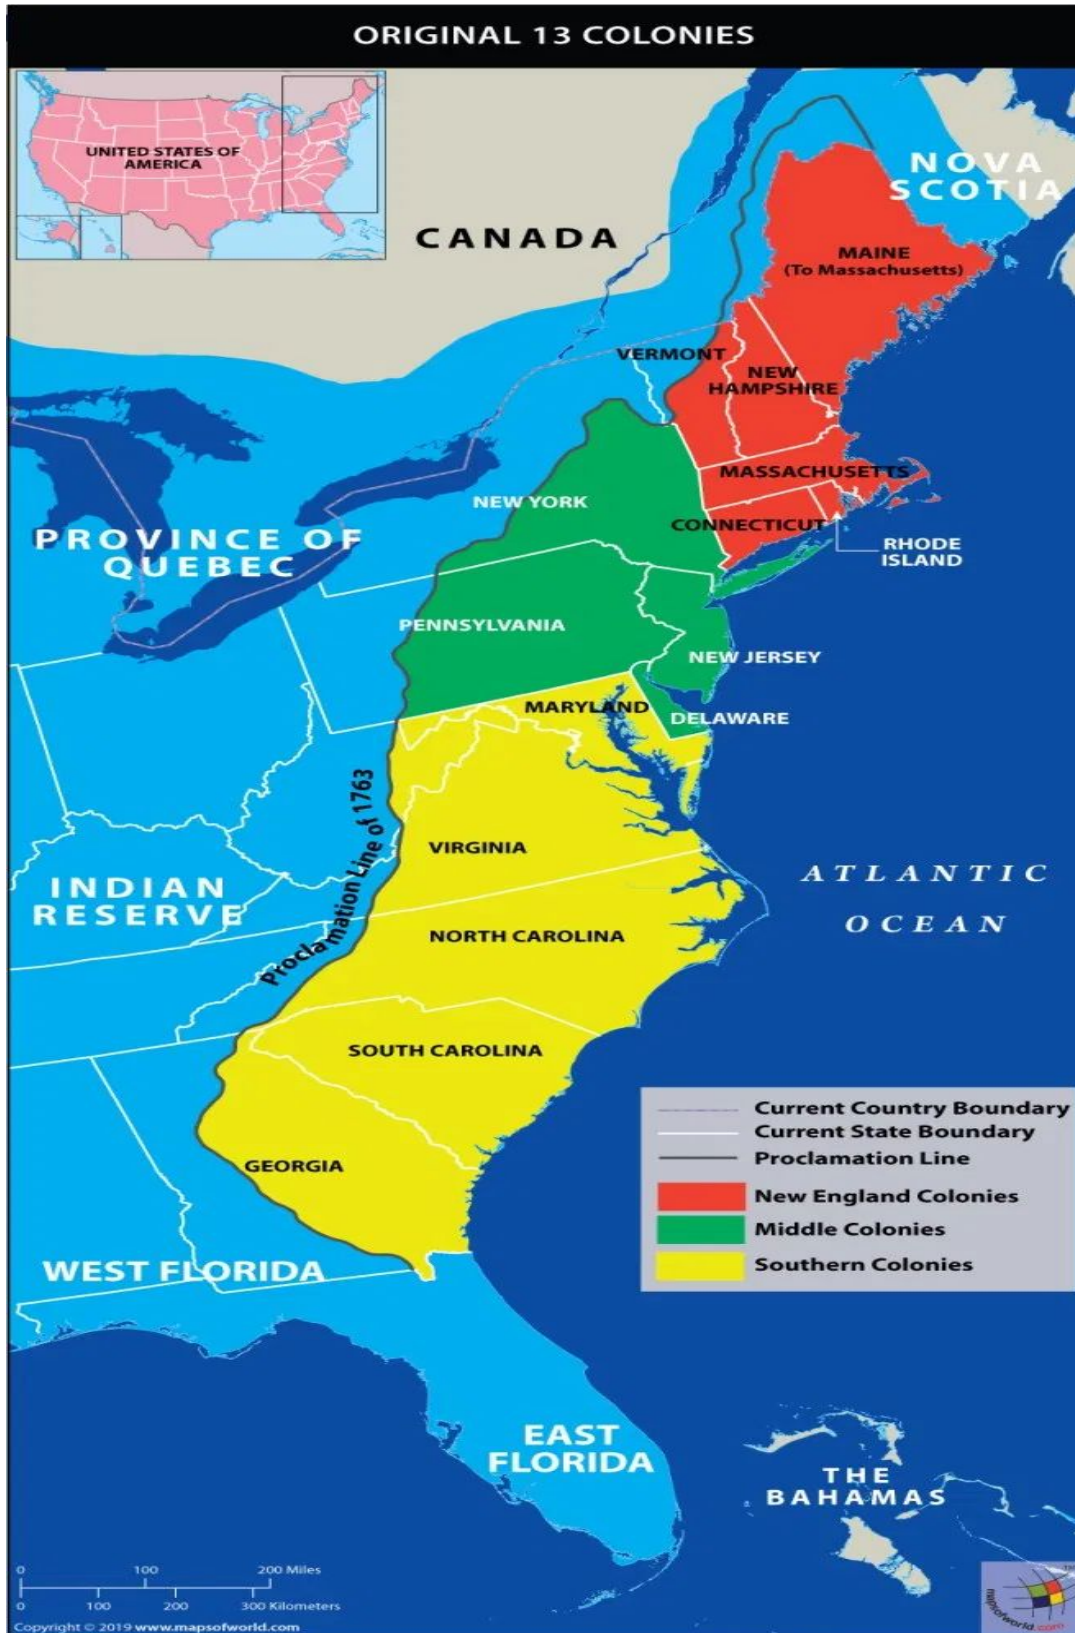 ORIGINAL 13 COLONIES
UNITED STATES OF
AMERICA
CANADA
NOVA
SCOTIA
MAINE
(To Massachusetts)
VERMONT
NEW
HAMPSHIRE
MASSACHUSETTS
NEW YORK
CONNECTICUT
RHODE
ISLAND
PROVINCE OF
QUEBEC
PENNSYLVANIA
NEW JERSEY
MARYLAND
DELAWARE
Proclamation Line of 1763
VIRGINIA
INDIAN
RESERVE
ATLANTIC
OCEAN
NORTH CAROLINA
SOUTH CAROLINA
GEORGIA
Current Country Boundary
Current State Boundary
Proclamation Line
New England Colonies
Middle Colonies
Southern Colonies
WEST FLORIDA
EAST
FLORIDA
THE
BAHAMAS
0 100 200 Miles
0 100 200 300 Kilometers
Copyright © 2019 www.mapsofworld.com
mapsofworld.com